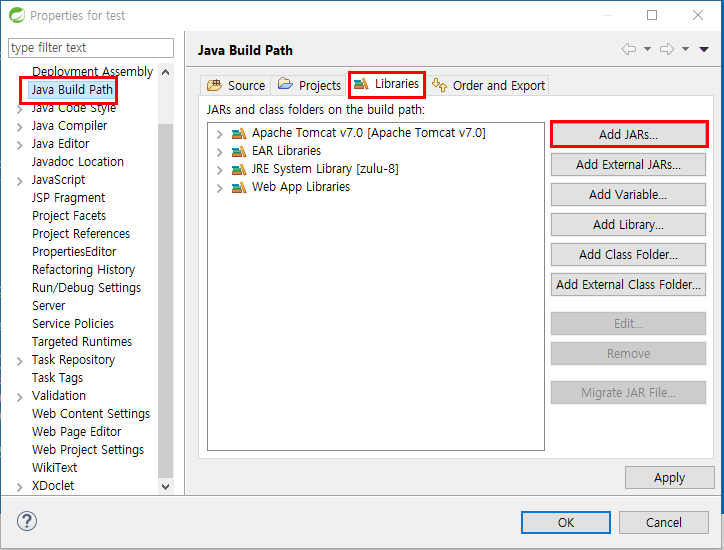 Properties for test
type filter text
Deployment Assembly
Java Build Path
Java Code Style
Java Compiler
Java Editor
Javadoc Location
JavaScript
JSP Fragment
Project Facets
Project References
PropertiesEditor
Refactoring History
Run/Debug Settings
Server
Service Policies
Targeted Runtimes
Task Repository
Task Tags
Validation
Web Content Settings
Web Page Editor
Web Project Settings
WikiText
XDoclet
Java Build Path
Source
Projects
Libraries
Order and Export
JARs and class folders on the build path:
Apache Tomcat v7.0 [Apache Tomcat v7.0]
EAR Libraries
JRE System Library [zulu-8]
Web App Libraries
Add JARs...
Add External JARs...
Add Variable...
Add Library...
Add Class Folder...
Add External Class Folder...
Edit...
Remove
Migrate JAR File...
Apply
?
OK
Cancel